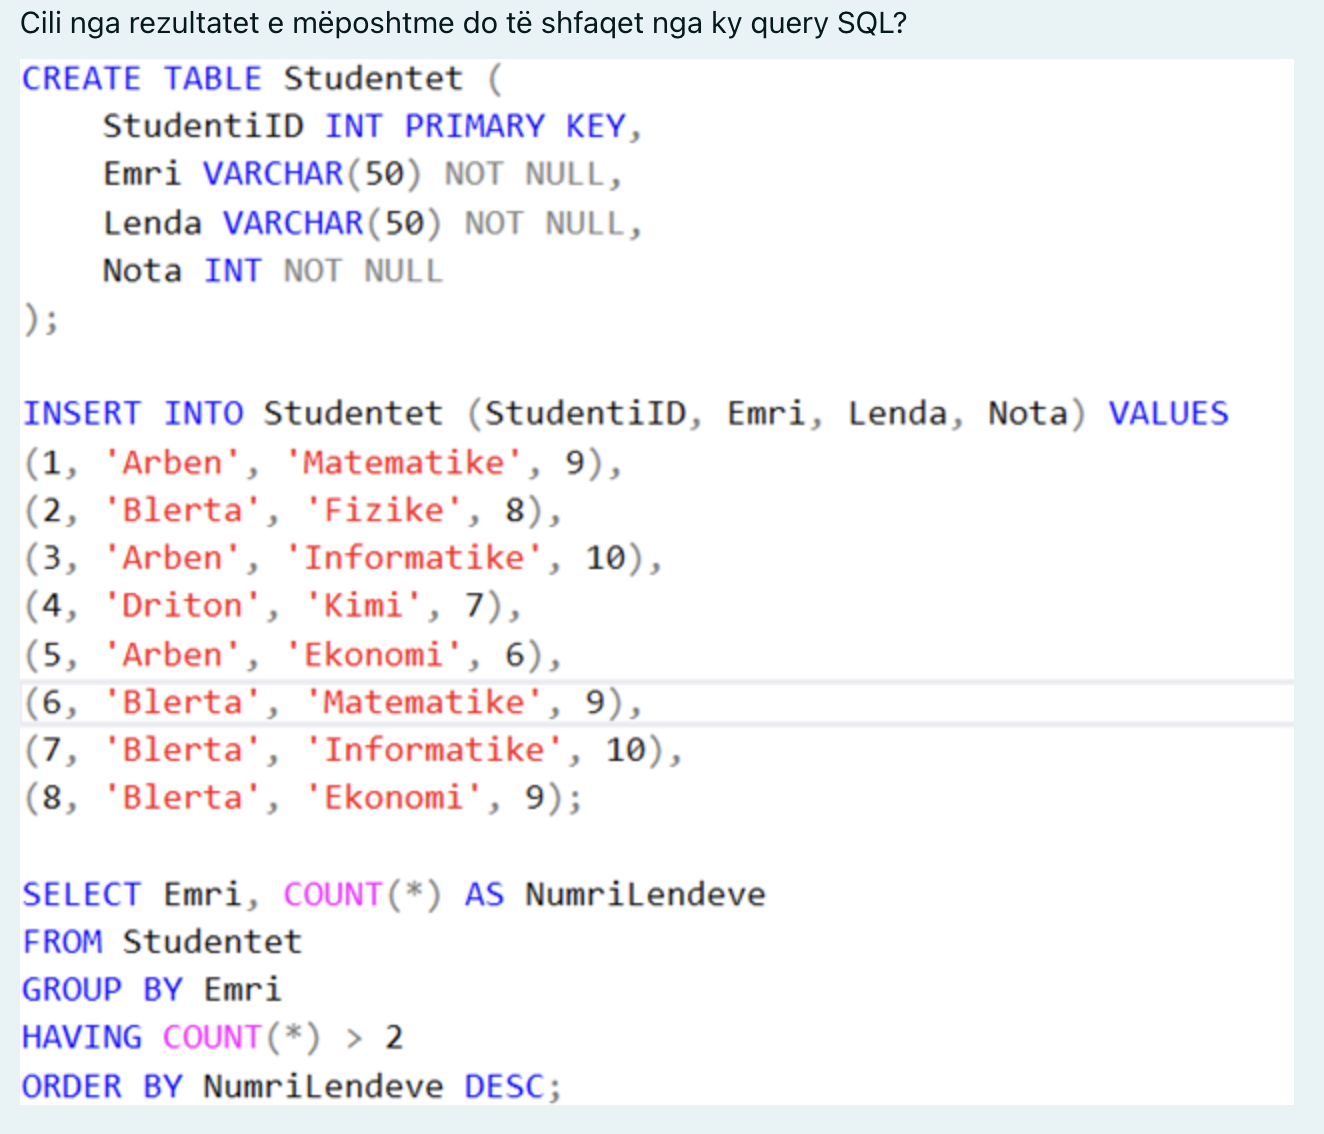 Cili nga rezultatet e mëposhtme do të shfaqet nga ky query SQL?
CREATE TABLE Studentet (
    StudentiID INT PRIMARY KEY,
    Emri VARCHAR(50) NOT NULL,
    Lenda VARCHAR(50) NOT NULL,
    Nota INT NOT NULL
);
INSERT INTO Studentet (StudentiID, Emri, Lenda, Nota) VALUES
(1, 'Arben', 'Matematike', 9),
(2, 'Blerta', 'Fizike', 8),
(3, 'Arben', 'Informatike', 10),
(4, 'Driton', 'Kimi', 7),
(5, 'Arben', 'Ekonomi', 6),
(6, 'Blerta', 'Matematike', 9),
(7, 'Blerta', 'Informatike', 10),
(8, 'Blerta', 'Ekonomi', 9);
SELECT Emri, COUNT(*) AS NumriLendeve
FROM Studentet
GROUP BY Emri
HAVING COUNT(*) > 2
ORDER BY NumriLendeve DESC;